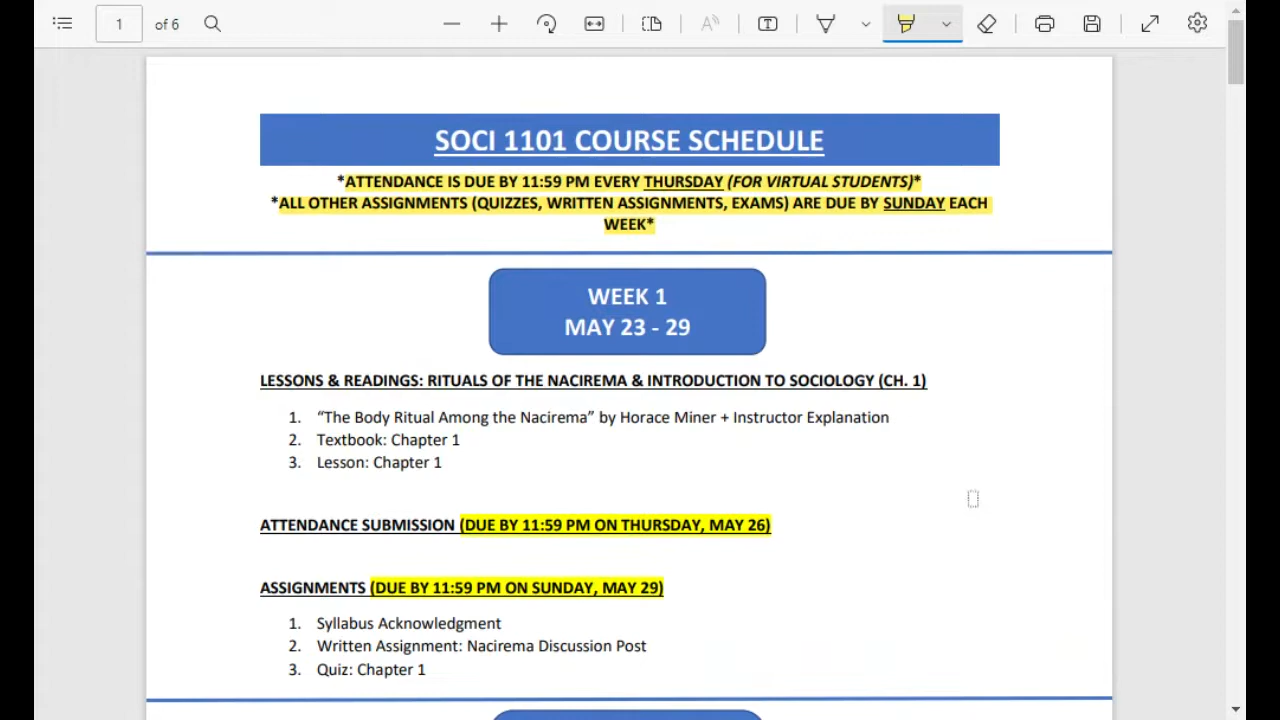 1 of 6
SOCI 1101 COURSE SCHEDULE
*ATTENDANCE IS DUE BY 11:59 PM EVERY THURSDAY (FOR VIRTUAL STUDENTS)*
*ALL OTHER ASSIGNMENTS (QUIZZES, WRITTEN ASSIGNMENTS, EXAMS) ARE DUE BY SUNDAY EACH
WEEK*
WEEK 1
MAY 23 - 29
LESSONS & READINGS: RITUALS OF THE NACIREMA & INTRODUCTION TO SOCIOLOGY (CH. 1)
1. “The Body Ritual Among the Nacirema” by Horace Miner + Instructor Explanation
2. Textbook: Chapter 1
3. Lesson: Chapter 1
ATTENDANCE SUBMISSION (DUE BY 11:59 PM ON THURSDAY, MAY 26)
ASSIGNMENTS (DUE BY 11:59 PM ON SUNDAY, MAY 29)
1. Syllabus Acknowledgment
2. Written Assignment: Nacirema Discussion Post
3. Quiz: Chapter 1